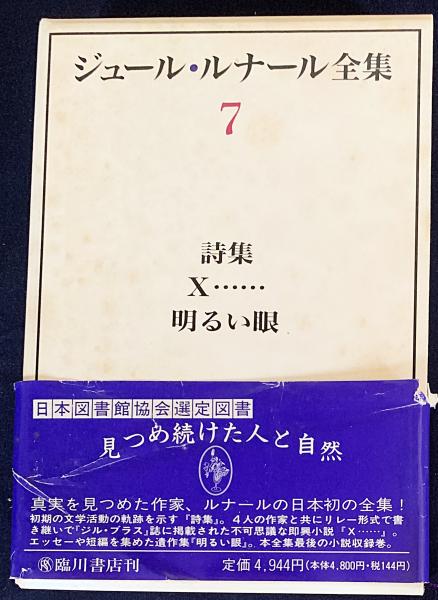 ジュール・ルナール全集
7
詩集
X……
明るい眼
日本図書館協会選定図書
見つめ続けた人と自然
真実を見つめた作家、ルナールの日本初の全集!
初期の文学活動の軌跡を示す『詩集』。4人の作家と共にリレー形式で書
き継いで『ジル・ブラス』誌に掲載された不可思議な即興小説『X……』。
エッセーや短編を集めた遺作集『明るい眼』。本全集最後の小説収録巻。
臨川書店刊
定価 4,944円(本体4,800円・税144円)